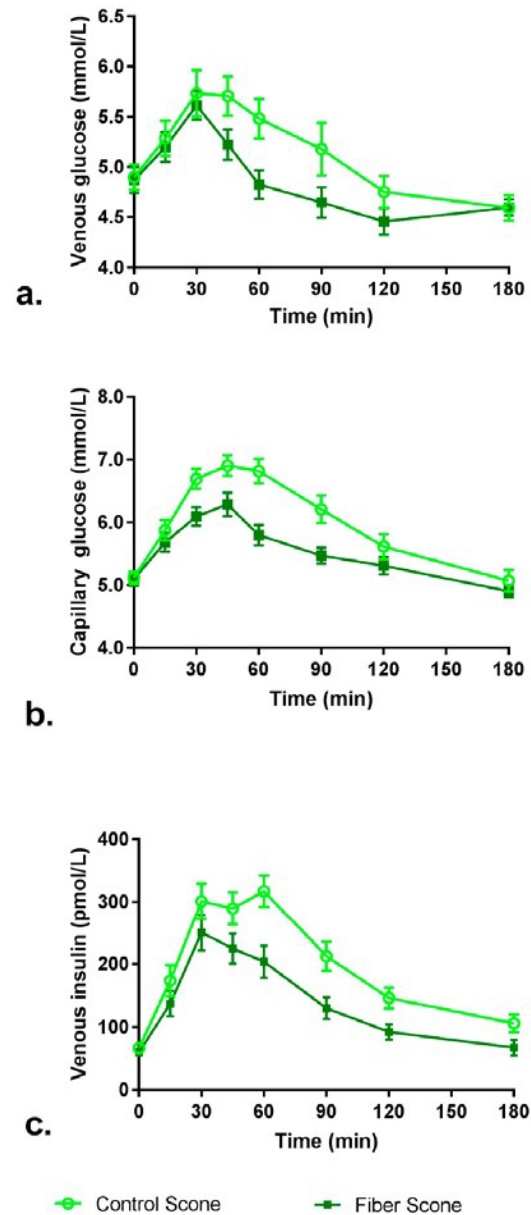 6.5
6.0
5.5
5.0
4.5
4.0
Venous glucose (mmol/L)
0 30 60 90 120 150 180
Time (min)
a.
8.0
7.0
6.0
5.0
4.0
Capillary glucose (mmol/L)
0 30 60 90 120 150 180
Time (min)
b.
400
300
200
100
0
Venous insulin (pmol/L)
0 30 60 90 120 150 180
Time (min)
c.
Control Scone Fiber Scone